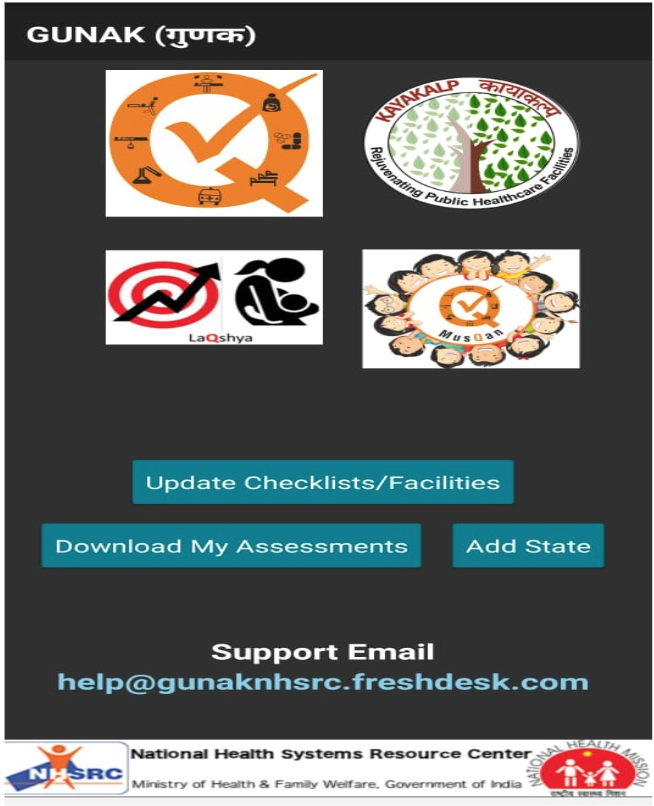 GUNAK (गुणक)
KAYAKALP कायाकल्प
Rejuvenating Public Healthcare Facilities
LaQshya
MusQan
Update Checklists/Facilities
Download My Assessments
Add State
Support Email
help@gunaknhsrc.freshdesk.com
NHSRC
National Health Systems Resource Center
Ministry of Health & Family Welfare, Government of India
NATIONAL HEALTH MISSION
राष्ट्रीय स्वास्थ्य मिशन